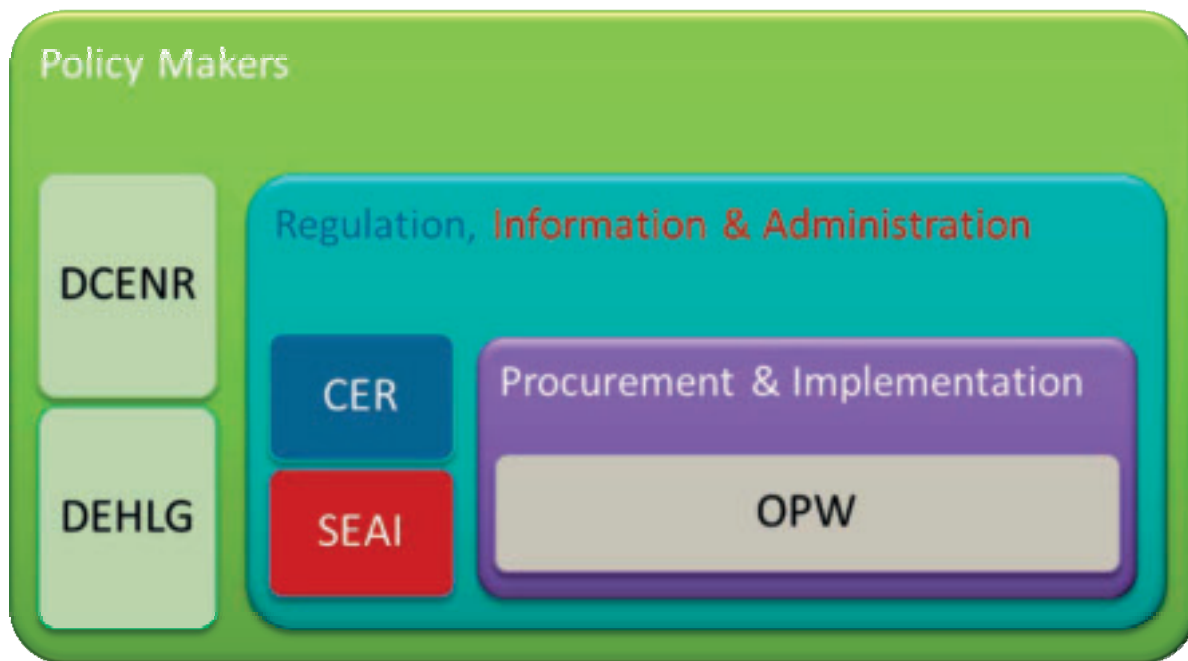 Policy Makers
DCENR
DEHLG
Regulation, Information & Administration
CER
SEAI
Procurement & Implementation
OPW